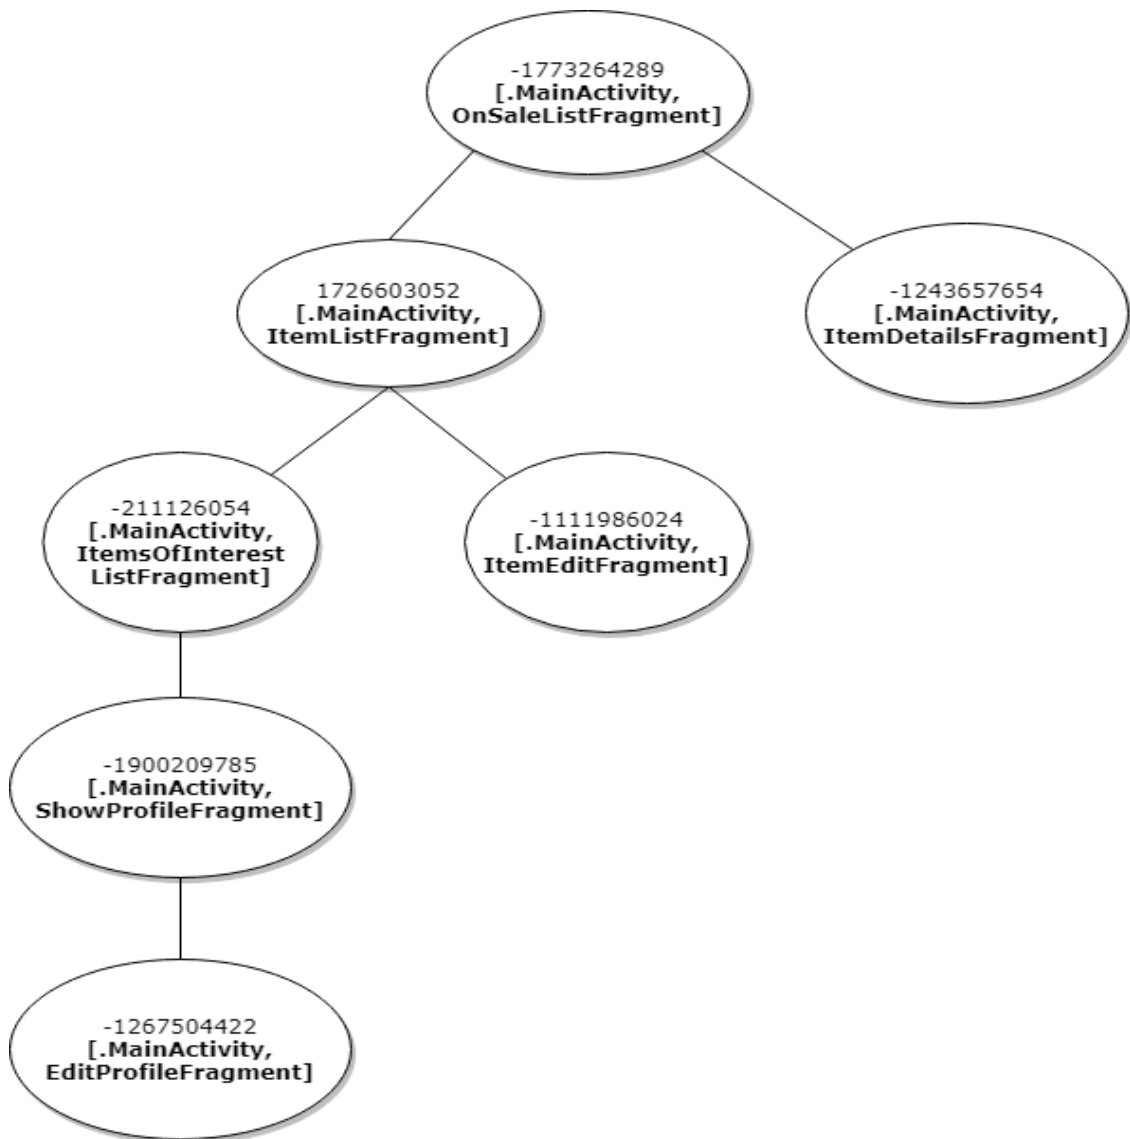 -1773264289
[.MainActivity,
OnSaleListFragment]
1726603052
[.MainActivity,
ItemListFragment]
-1243657654
[.MainActivity,
ItemDetailsFragment]
-211126054
[.MainActivity,
ItemsOfInterest
ListFragment]
-1111986024
[.MainActivity,
ItemEditFragment]
-1900209785
[.MainActivity,
ShowProfileFragment]
-1267504422
[.MainActivity,
EditProfileFragment]